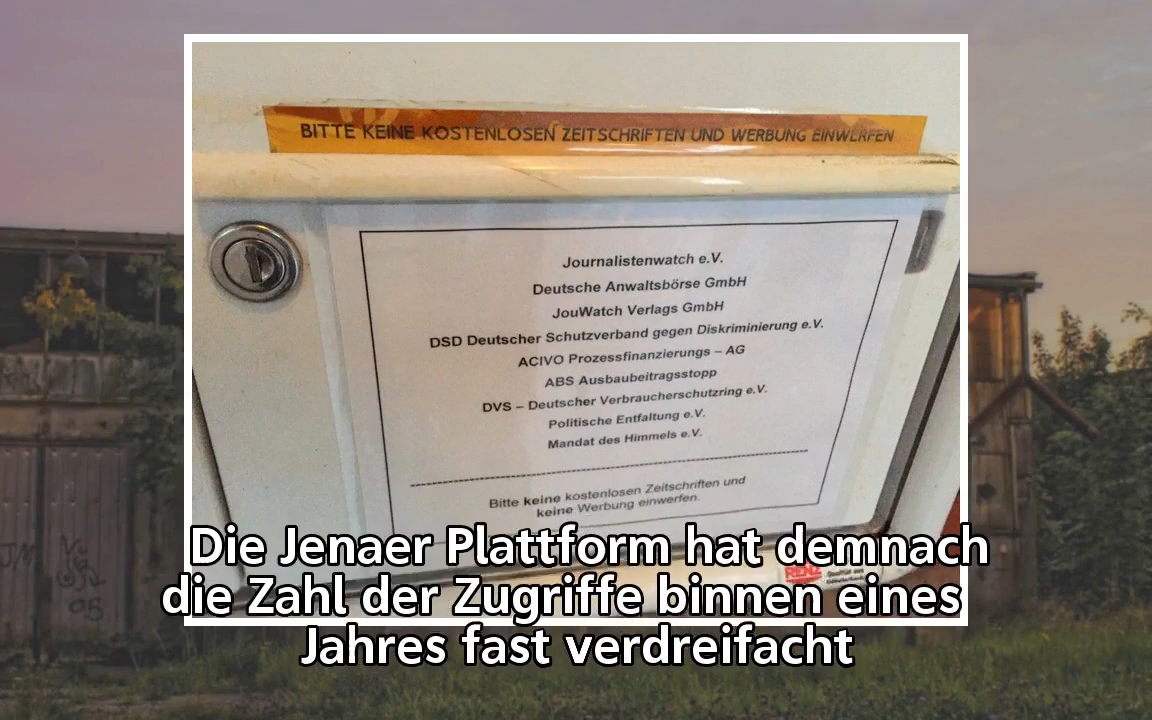 BITTE KEINE KOSTENLOSEN ZEITSCHRIFTEN UND WERBUNG EINWERFEN
Journalistenwatch e.V.
Deutsche Anwaltsbörse GmbH
JouWatch Verlags GmbH
DSD Deutscher Schutzverband gegen Diskriminierung e.V.
ACIVO Prozessfinanzierungs – AG
ABS Ausbaubeitragsstopp
DVS – Deutscher Verbraucherschutzring e.V.
Politische Entfaltung e.V.
Mandat des Himmels e.V.
Bitte keine kostenlosen Zeitschriften und
keine Werbung einwerfen.
RENZ
Die Jenaer Plattform hat demnach
die Zahl der Zugriffe binnen eines
Jahres fast verdreifacht